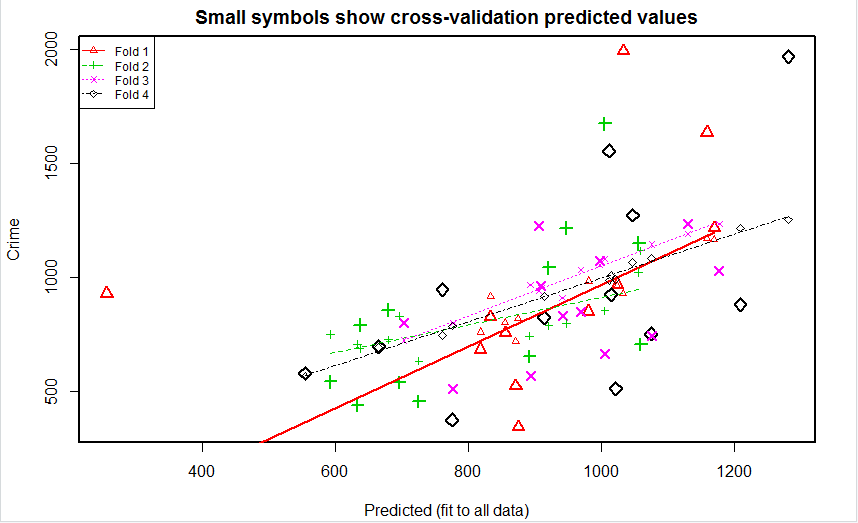 Small symbols show cross-validation predicted values
Fold 1
Fold 2
Fold 3
Fold 4
2000
1500
1000
500
Crime
400 600 800 1000 1200
Predicted (fit to all data)